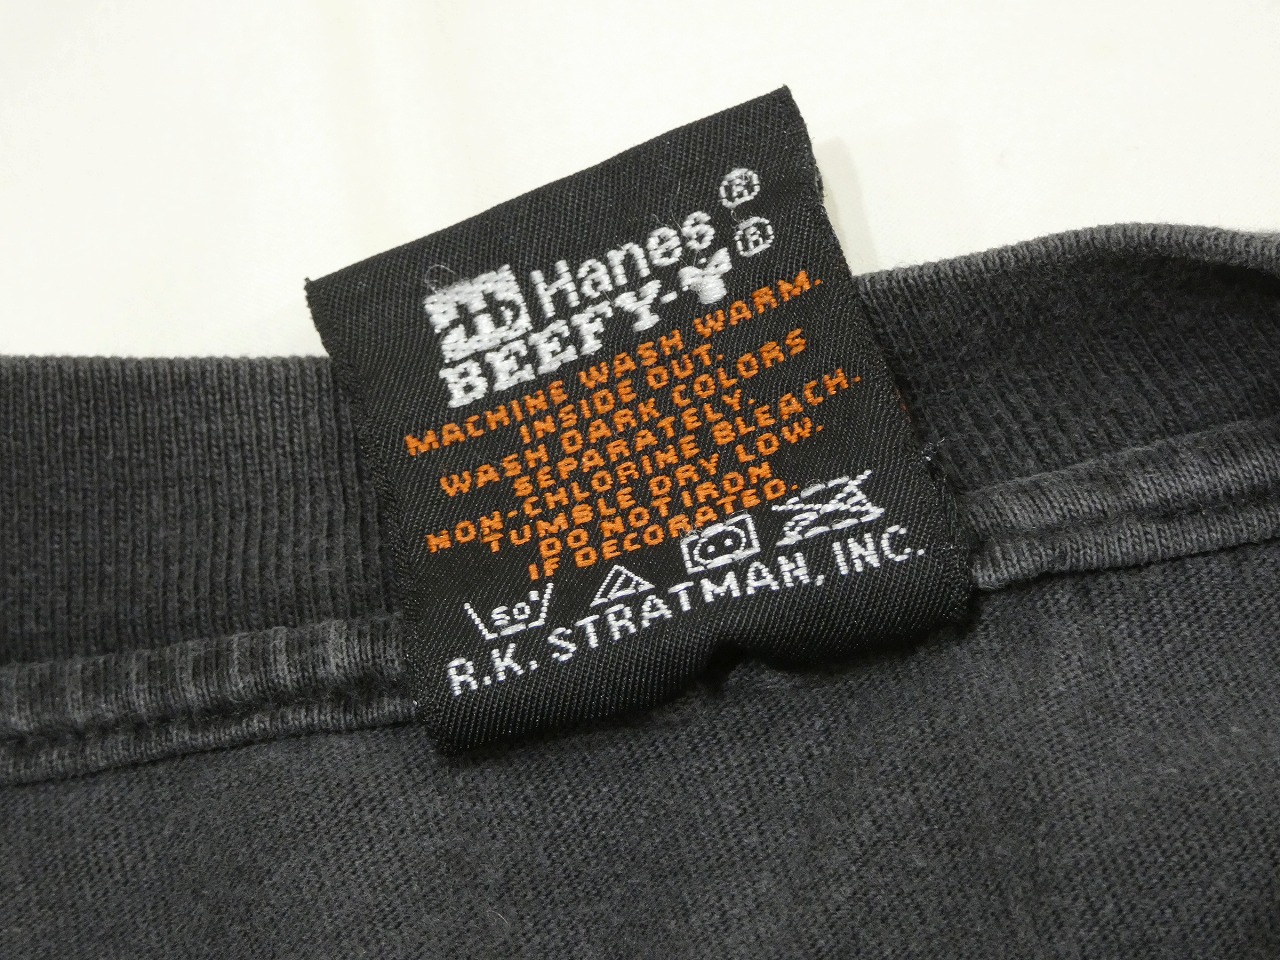 Hanes®
BEEFY-T®
MACHINE WASH WARM.
INSIDE OUT.
WASH DARK COLORS
SEPARATELY.
NON-CHLORINE BLEACH.
TUMBLE DRY LOW.
DO NOT IRON
IF DECORATED.
50°
R.K. STRATMAN, INC.